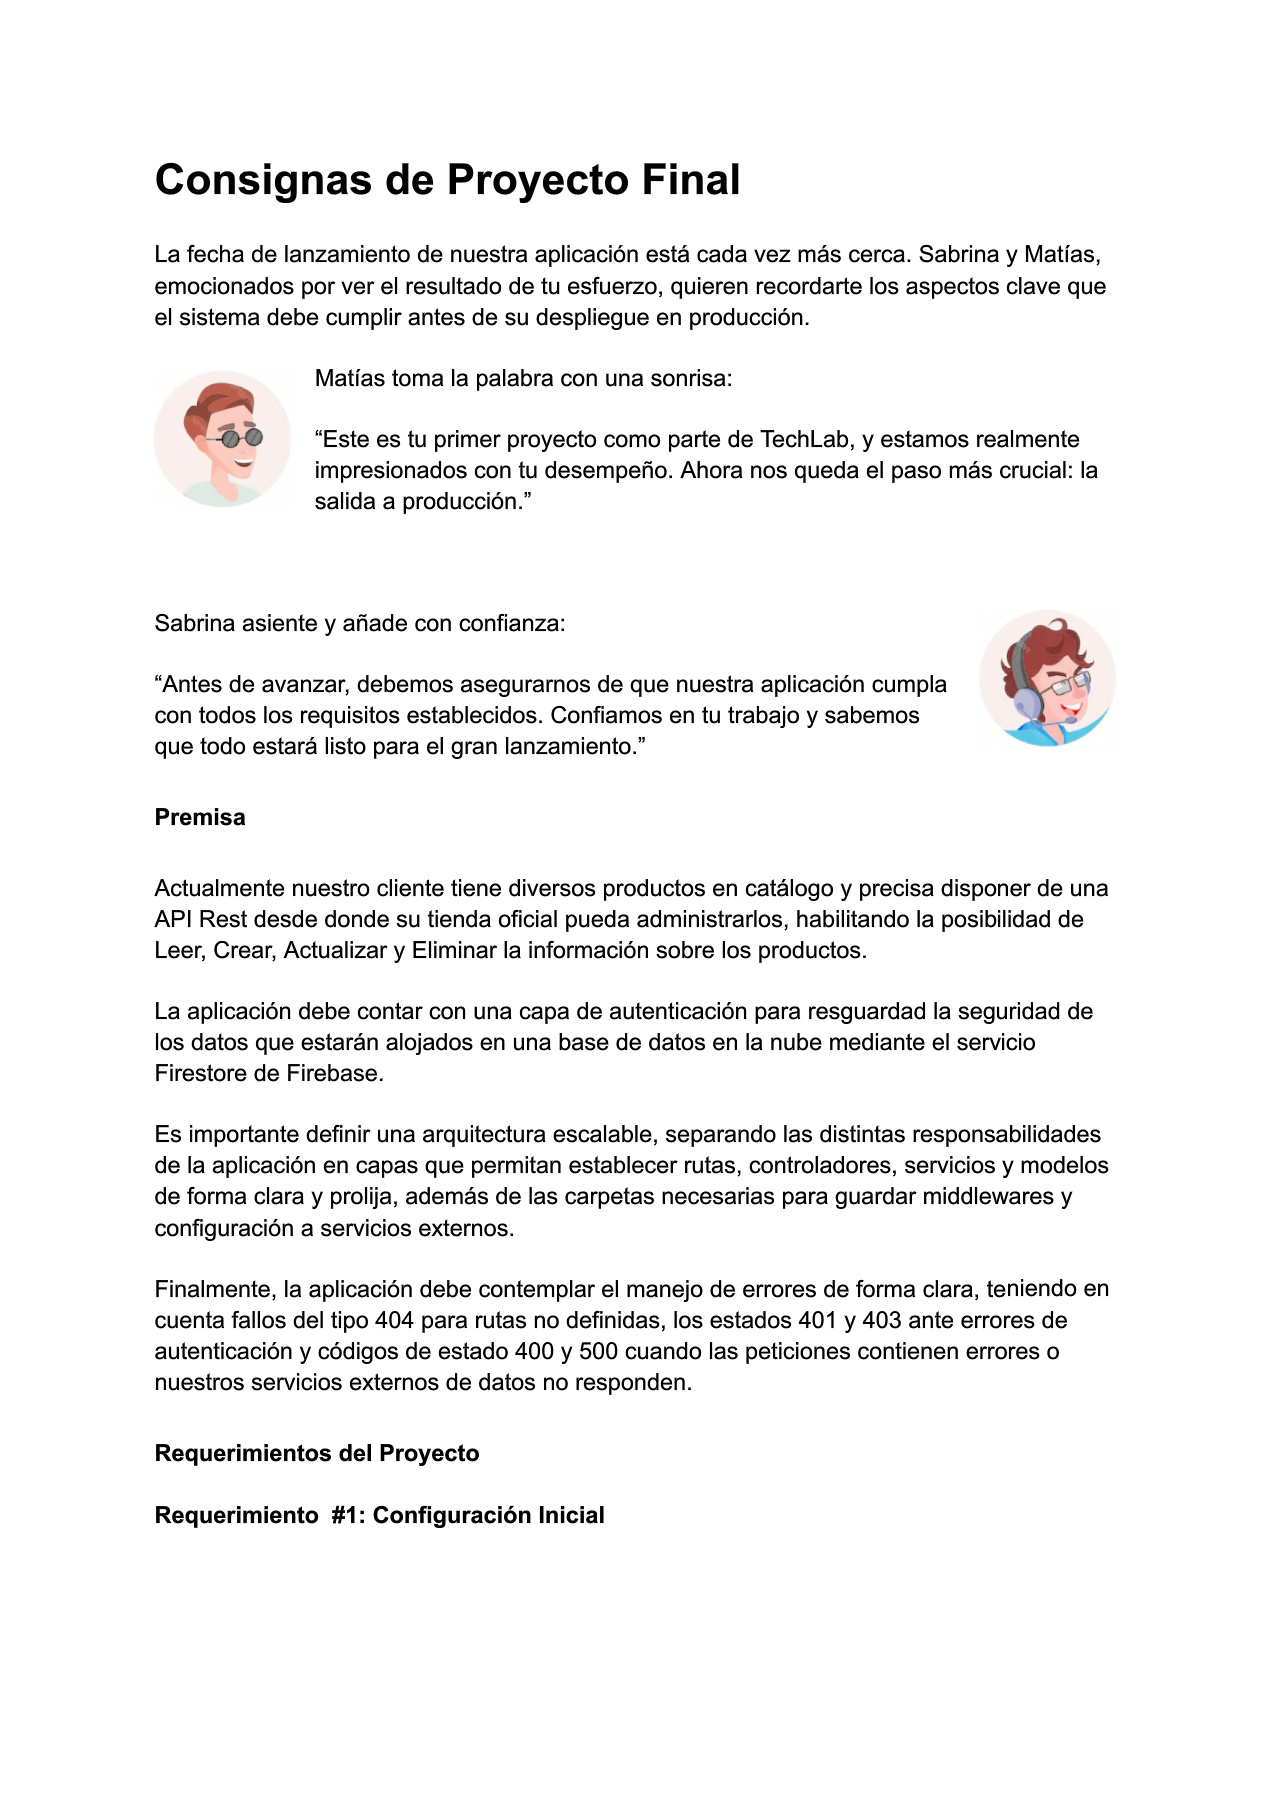 Consignas de Proyecto Final
La fecha de lanzamiento de nuestra aplicación está cada vez más cerca. Sabrina y Matías,
emocionados por ver el resultado de tu esfuerzo, quieren recordarte los aspectos clave que
el sistema debe cumplir antes de su despliegue en producción.
Matías toma la palabra con una sonrisa:
“Este es tu primer proyecto como parte de TechLab, y estamos realmente
impresionados con tu desempeño. Ahora nos queda el paso más crucial: la
salida a producción.”
Sabrina asiente y añade con confianza:
“Antes de avanzar, debemos asegurarnos de que nuestra aplicación cumpla
con todos los requisitos establecidos. Confiamos en tu trabajo y sabemos
que todo estará listo para el gran lanzamiento.”
Premisa
Actualmente nuestro cliente tiene diversos productos en catálogo y precisa disponer de una
API Rest desde donde su tienda oficial pueda administrarlos, habilitando la posibilidad de
Leer, Crear, Actualizar y Eliminar la información sobre los productos.
La aplicación debe contar con una capa de autenticación para resguardad la seguridad de
los datos que estarán alojados en una base de datos en la nube mediante el servicio
Firestore de Firebase.
Es importante definir una arquitectura escalable, separando las distintas responsabilidades
de la aplicación en capas que permitan establecer rutas, controladores, servicios y modelos
de forma clara y prolija, además de las carpetas necesarias para guardar middlewares y
configuración a servicios externos.
Finalmente, la aplicación debe contemplar el manejo de errores de forma clara, teniendo en
cuenta fallos del tipo 404 para rutas no definidas, los estados 401 y 403 ante errores de
autenticación y códigos de estado 400 y 500 cuando las peticiones contienen errores o
nuestros servicios externos de datos no responden.
Requerimientos del Proyecto
Requerimiento  #1: Configuración Inicial